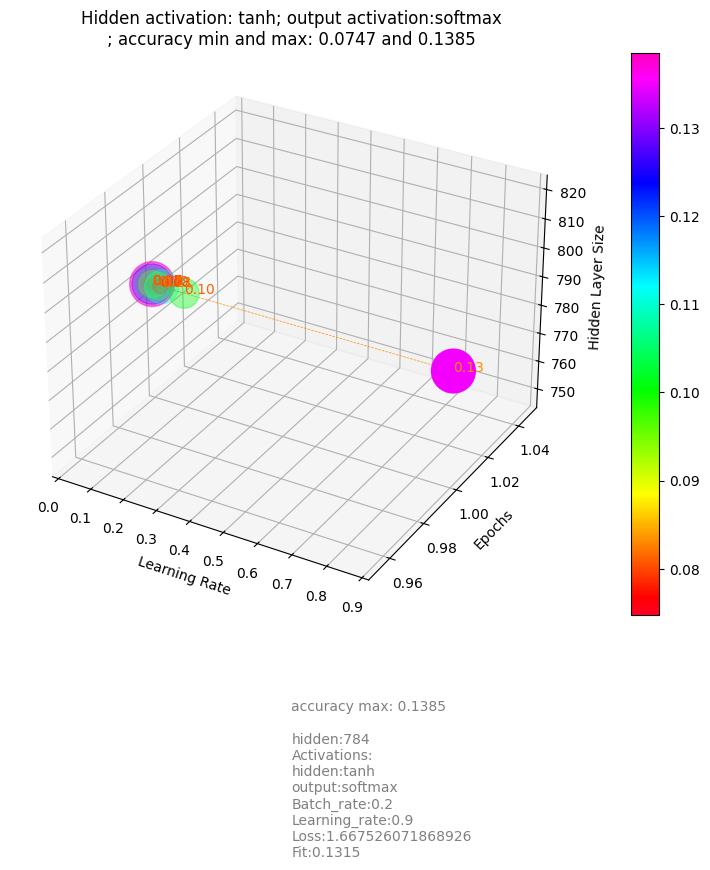 Hidden activation: tanh; output activation:softmax
; accuracy min and max: 0.0747 and 0.1385
0.13
0.12
0.11
0.10
0.09
0.08
820
810
800
790
780
770
760
750
Hidden Layer Size
0.10
0.13
1.04
1.02
1.00
0.98
0.96
Epochs
0.0
0.1
0.2
0.3
0.4
0.5
0.6
0.7
0.8
0.9
Learning Rate
accuracy max: 0.1385
hidden:784
Activations:
hidden:tanh
output:softmax
Batch_rate:0.2
Learning_rate:0.9
Loss:1.667526071868926
Fit:0.1315